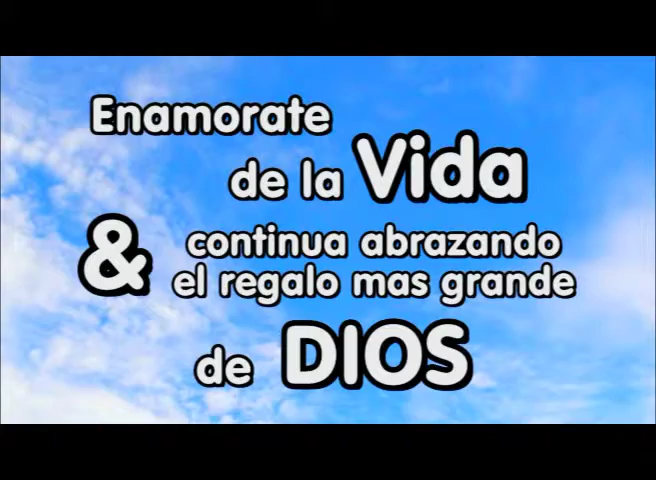 Enamorate
de la Vida
& continua abrazando
el regalo mas grande
de DIOS